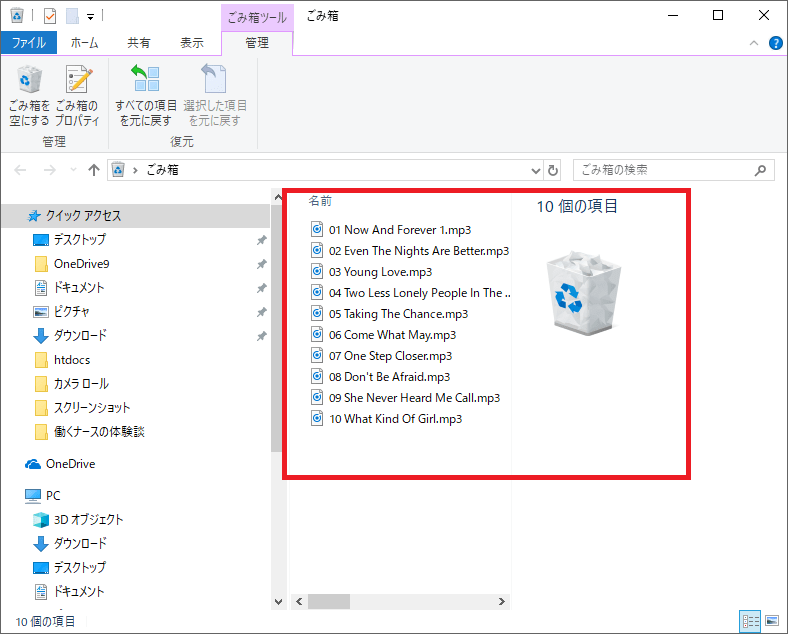 ごみ箱ツール
ごみ箱
ファイル
ホーム
共有
表示
管理
ごみ箱を
空にする
ごみ箱の
プロパティ
すべての項目
を元に戻す
選択した項目
を元に戻す
管理
復元
ごみ箱
ごみ箱の検索
クイック アクセス
デスクトップ
OneDrive9
ドキュメント
ピクチャ
ダウンロード
htdocs
カメラ ロール
スクリーンショット
働くナースの体験談
OneDrive
PC
3D オブジェクト
ダウンロード
デスクトップ
ドキュメント
名前
01 Now And Forever 1.mp3
02 Even The Nights Are Better.mp3
03 Young Love.mp3
04 Two Less Lonely People In The ..
05 Taking The Chance.mp3
06 Come What May.mp3
07 One Step Closer.mp3
08 Don't Be Afraid.mp3
09 She Never Heard Me Call.mp3
10 What Kind Of Girl.mp3
10 個の項目
10 個の項目